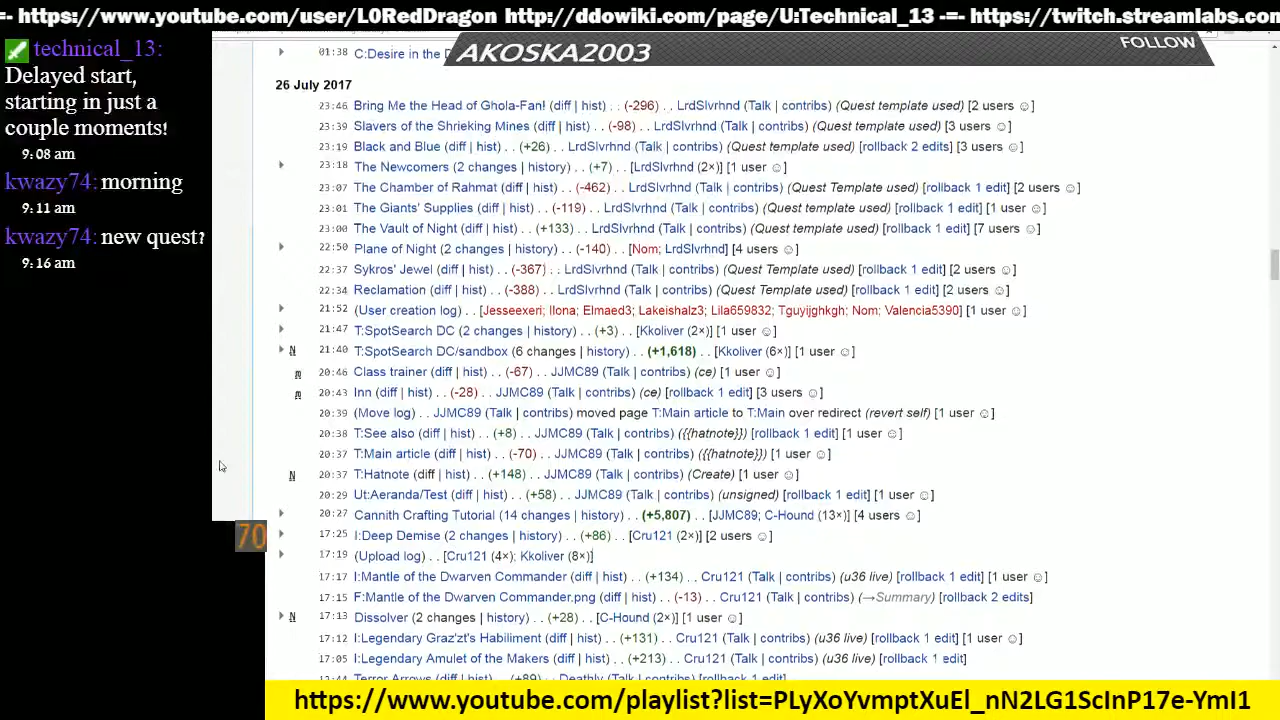 =- https://www.youtube.com/user/L0RedDragon http://ddowiki.com/page/U:Technical_13 -=- https://twitch.streamlabs.com
technical_13:
Delayed start,
starting in just a
couple moments!
9:08 am
kwazy74: morning
9:11 am
kwazy74: new quest?
9:16 am
AKOSKA2003
FOLLOW
01:38 C:Desire in the D
26 July 2017
23:46 Bring Me the Head of Ghola-Fan! (diff | hist) . . (-296) . . LrdSlvrhnd (Talk | contribs) (Quest template used) [2 users ☺]
23:39 Slavers of the Shrieking Mines (diff | hist) . . (-98) . . LrdSlvrhnd (Talk | contribs) (Quest template used) [3 users ☺]
23:19 Black and Blue (diff | hist) . . (+26) . . LrdSlvrhnd (Talk | contribs) (Quest template used) [rollback 2 edits] [3 users ☺]
23:18 The Newcomers (2 changes | history) . . (+7) . . [LrdSlvrhnd (2×)] [1 user ☺]
23:07 The Chamber of Rahmat (diff | hist) . . (-462) . . LrdSlvrhnd (Talk | contribs) (Quest Template used) [rollback 1 edit] [2 users ☺]
23:01 The Giants' Supplies (diff | hist) . . (-119) . . LrdSlvrhnd (Talk | contribs) (Quest template used) [rollback 1 edit] [1 user ☺]
23:00 The Vault of Night (diff | hist) . . (+133) . . LrdSlvrhnd (Talk | contribs) (Quest template used) [rollback 1 edit] [7 users ☺]
22:50 Plane of Night (2 changes | history) . . (-140) . . [Nom; LrdSlvrhnd] [4 users ☺]
22:37 Sykros' Jewel (diff | hist) . . (-367) . . LrdSlvrhnd (Talk | contribs) (Quest Template used) [rollback 1 edit] [2 users ☺]
22:34 Reclamation (diff | hist) . . (-388) . . LrdSlvrhnd (Talk | contribs) (Quest Template used) [rollback 1 edit] [2 users ☺]
21:52 (User creation log) . . [Jesseexeri; Ilona; Elmaed3; Lakeishalz3; Lila659832; Tguyijghkgh; Nom; Valencia5390] [1 user ☺]
21:47 T:SpotSearch DC (2 changes | history) . . (+3) . . [Kkoliver (2×)] [1 user ☺]
N 21:40 T:SpotSearch DC/sandbox (6 changes | history) . . (+1,618) . . [Kkoliver (6×)] [1 user ☺]
m 20:46 Class trainer (diff | hist) . . (-67) . . JJMC89 (Talk | contribs) (ce) [1 user ☺]
m 20:43 Inn (diff | hist) . . (-28) . . JJMC89 (Talk | contribs) (ce) [rollback 1 edit] [3 users ☺]
20:39 (Move log) . . JJMC89 (Talk | contribs) moved page T:Main article to T:Main over redirect (revert self) [1 user ☺]
20:38 T:See also (diff | hist) . . (+8) . . JJMC89 (Talk | contribs) ({{hatnote}}) [rollback 1 edit] [1 user ☺]
20:37 T:Main article (diff | hist) . . (-70) . . JJMC89 (Talk | contribs) ({{hatnote}}) [1 user ☺]
N 20:37 T:Hatnote (diff | hist) . . (+148) . . JJMC89 (Talk | contribs) (Create) [1 user ☺]
20:29 Ut:Aeranda/Test (diff | hist) . . (+58) . . JJMC89 (Talk | contribs) (unsigned) [rollback 1 edit] [1 user ☺]
20:27 Cannith Crafting Tutorial (14 changes | history) . . (+5,807) . . [JJMC89; C-Hound (13×)] [4 users ☺]
70
17:25 I:Deep Demise (2 changes | history) . . (+86) . . [Cru121 (2×)] [2 users ☺]
17:19 (Upload log) . . [Cru121 (4×); Kkoliver (8×)]
17:17 I:Mantle of the Dwarven Commander (diff | hist) . . (+134) . . Cru121 (Talk | contribs) (u36 live) [rollback 1 edit] [1 user ☺]
17:15 F:Mantle of the Dwarven Commander.png (diff | hist) . . (-13) . . Cru121 (Talk | contribs) (→Summary) [rollback 2 edits]
N 17:13 Dissolver (2 changes | history) . . (+28) . . [C-Hound (2×)] [1 user ☺]
17:12 I:Legendary Graz'zt's Habiliment (diff | hist) . . (+131) . . Cru121 (Talk | contribs) (u36 live) [rollback 1 edit] [1 user ☺]
17:05 I:Legendary Amulet of the Makers (diff | hist) . . (+213) . . Cru121 (Talk | contribs) (u36 live) [rollback 1 edit]
Terror Arrows (diff | hist) . . (+89) . . Deathly (Talk | contribs) [rollback 1 edit]
https://www.youtube.com/playlist?list=PLyXoYvmptXuEl_nN2LG1ScInP17e-YmI1